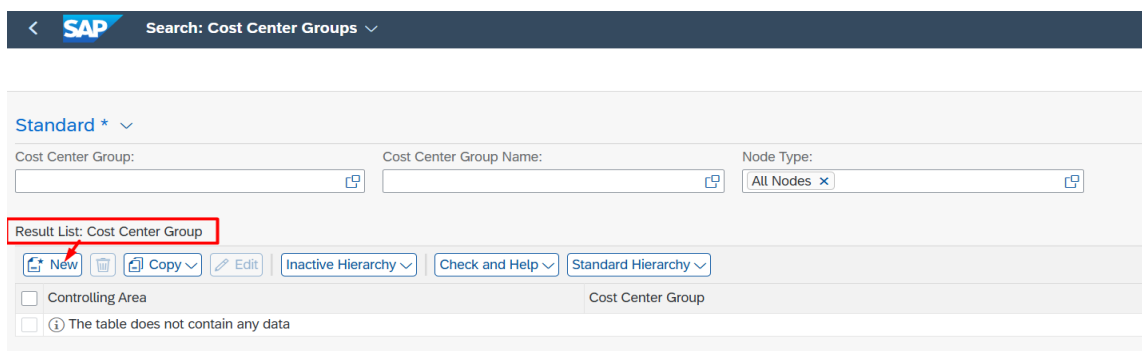 SAP Search: Cost Center Groups
Standard *
Cost Center Group: Cost Center Group Name: Node Type:
All Nodes
Result List: Cost Center Group
New Copy Edit Inactive Hierarchy Check and Help Standard Hierarchy
Controlling Area Cost Center Group
The table does not contain any data